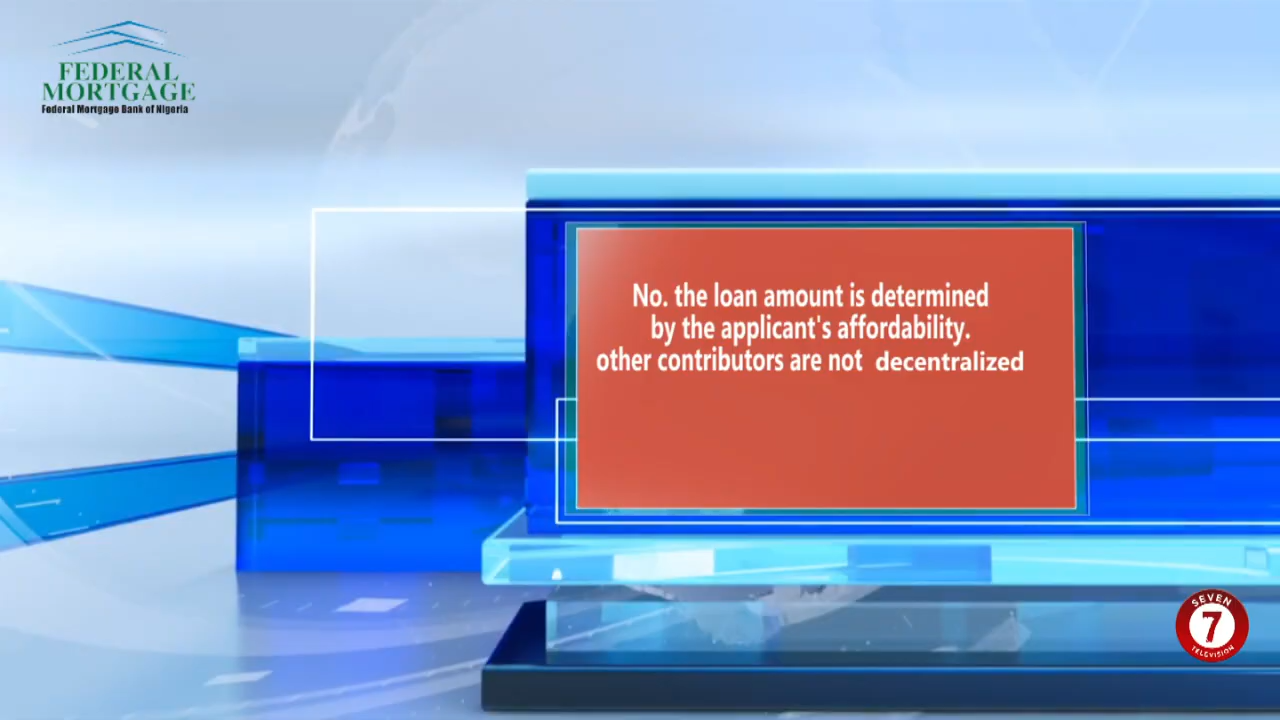 FEDERAL
MORTGAGE
Federal Mortgage Bank of Nigeria
No. the loan amount is determined
by the applicant's affordability.
other contributors are not decentralized
SEVEN
7
TELEVISION